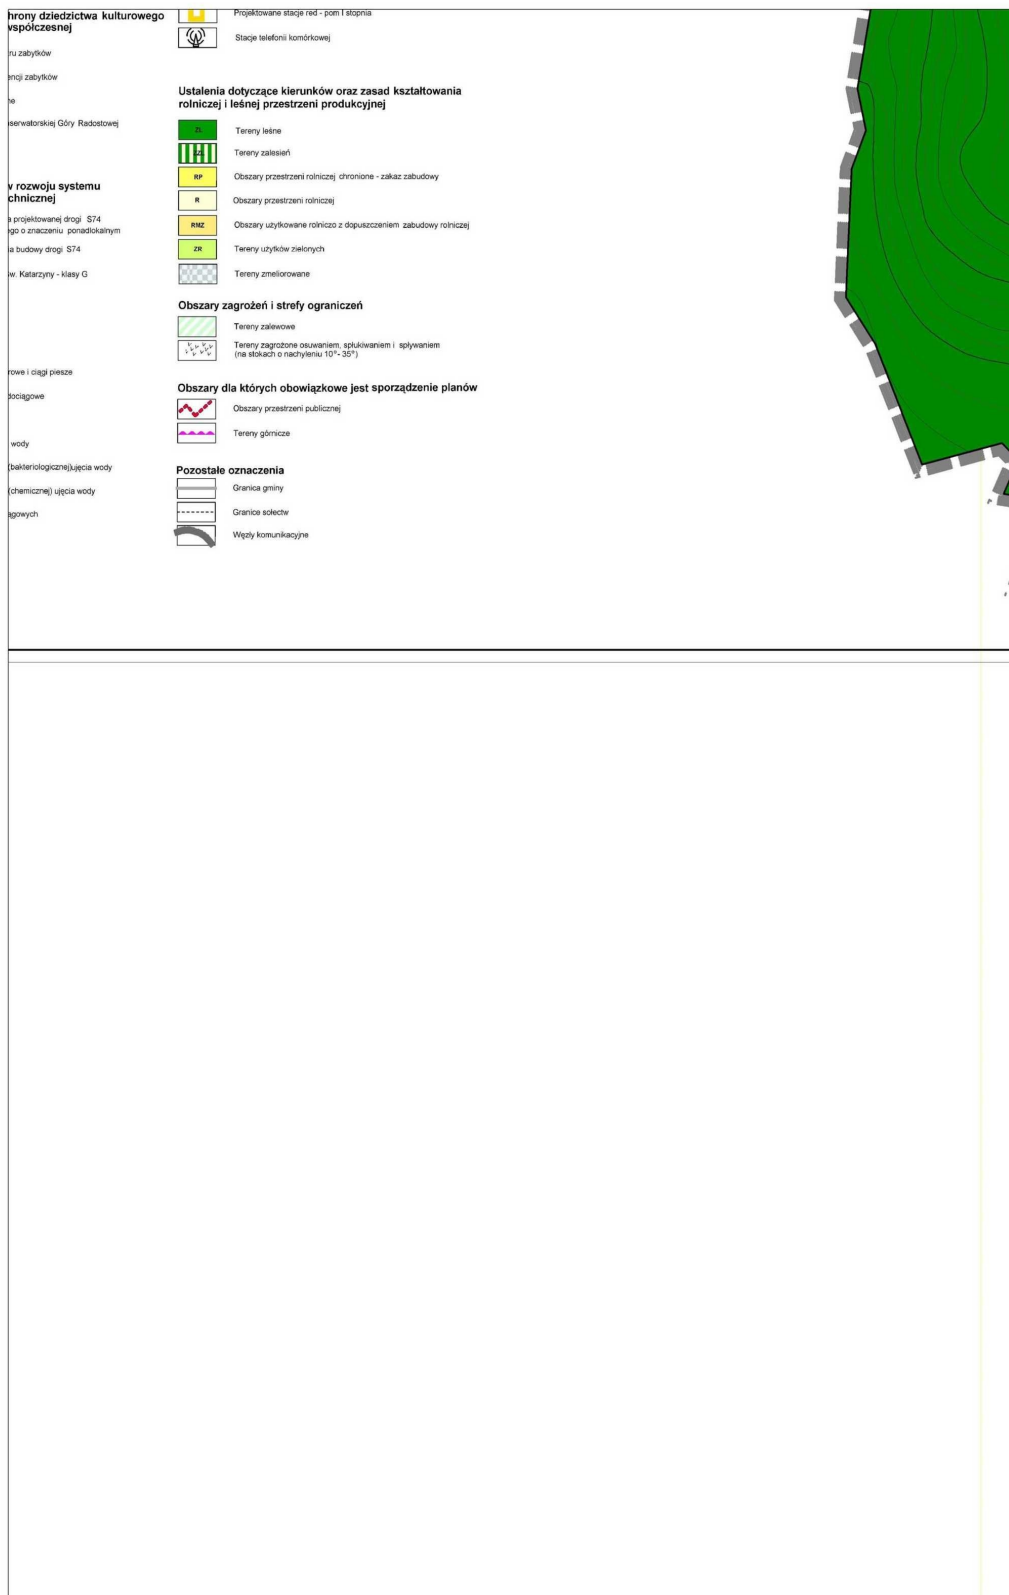 hrony dziedzictwa kulturowego
współczesnej
ru zabytków
encji zabytków
ne
nserwatorskiej Góry Radostowej
w rozwoju systemu
chnicznej
a projektowanej drogi S74
ego o znaczeniu ponadlokalnym
a budowy drogi S74
w. Katarzyny - klasy G
rowe i ciągi piesze
dociągowe
wody
(bakteriologicznej)ujęcia wody
(chemicznej) ujęcia wody
ągowych
Projektowane stacje red - pom I stopnia
Stacje telefonii komórkowej
Ustalenia dotyczące kierunków oraz zasad kształtowania
rolniczej i leśnej przestrzeni produkcyjnej
ZL Tereny leśne
ZZL Tereny zalesień
RP Obszary przestrzeni rolniczej chronione - zakaz zabudowy
R Obszary przestrzeni rolniczej
RMZ Obszary użytkowane rolniczo z dopuszczeniem zabudowy rolniczej
ZR Tereny użytków zielonych
Tereny zmeliorowane
Obszary zagrożeń i strefy ograniczeń
Tereny zalewowe
Tereny zagrożone osuwaniem, spłukiwaniem i spływaniem
(na stokach o nachyleniu 10°- 35°)
Obszary dla których obowiązkowe jest sporządzenie planów
Obszary przestrzeni publicznej
Tereny górnicze
Pozostałe oznaczenia
Granica gminy
Granice sołectw
Węzły komunikacyjne